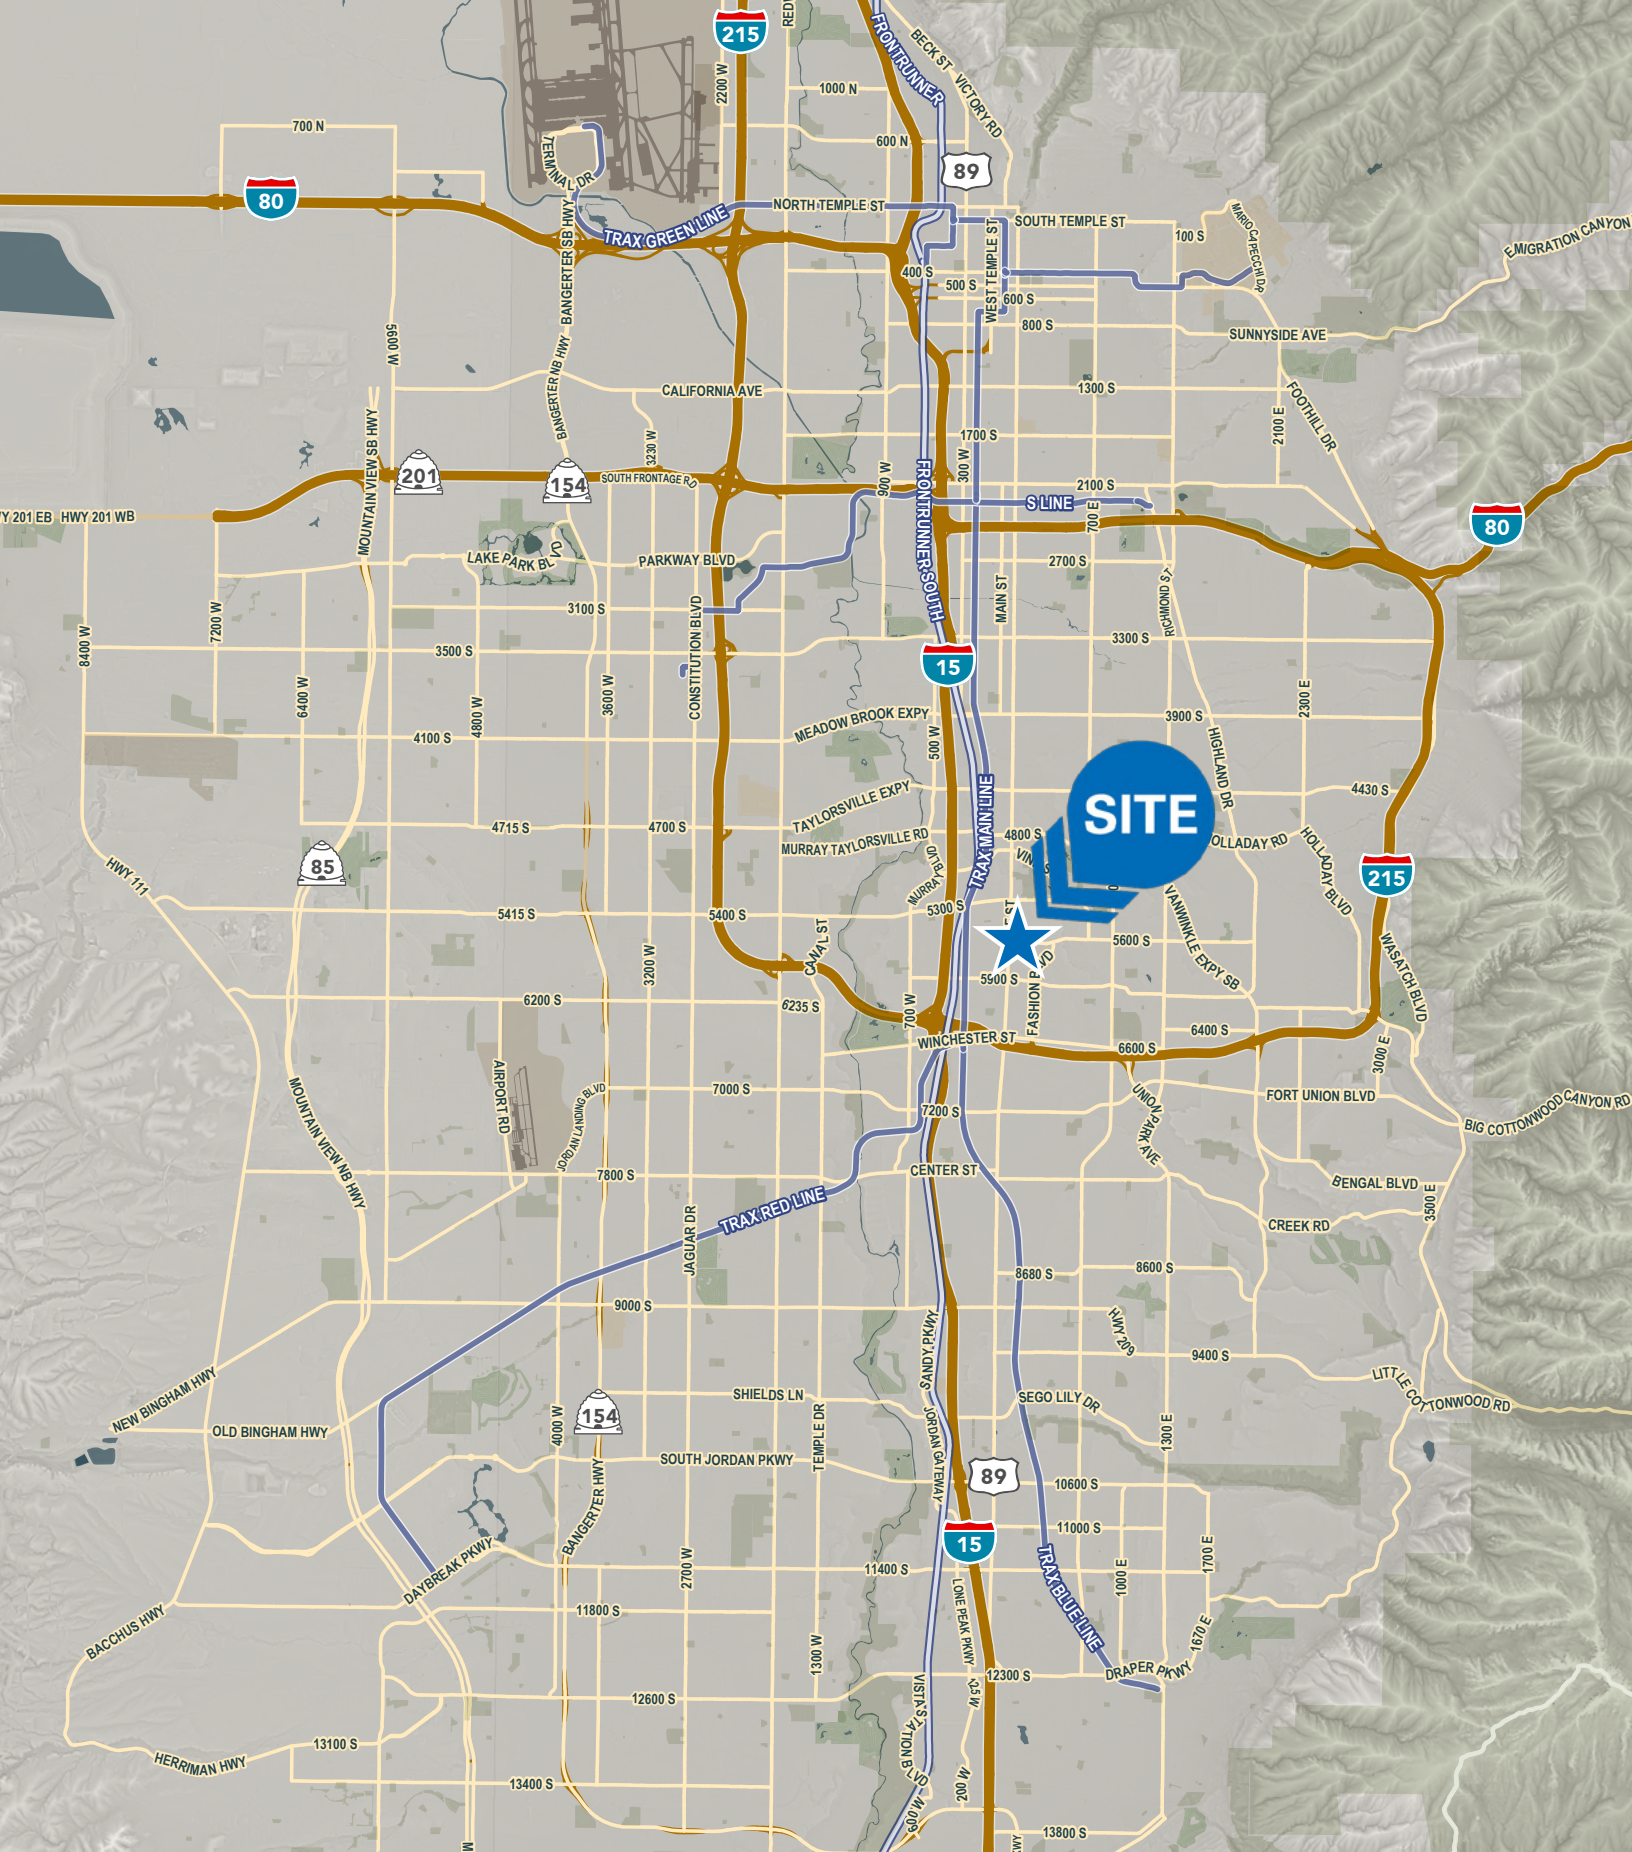 215
2200 W
FRONTRUNNER
BECK ST
VICTORY RD
1000 N
700 N
600 N
TERMINAL DR
89
80
NORTH TEMPLE ST
TRAX GREEN LINE
SOUTH TEMPLE ST
100 S
MARIO CAPECCHI DR
EMIGRATION CANYON
BANGERTER SB HWY
WEST TEMPLE ST
400 S
500 S
600 S
800 S
SUNNYSIDE AVE
5600 W
BANGERTER NB HWY
CALIFORNIA AVE
1300 S
FOOTHILL DR
2100 E
MOUNTAIN VIEW SB HWY
3230 W
1700 S
300 W
900 W
201
154
SOUTH FRONTAGE RD
2100 S
S LINE
700 E
80
Y 201 EB
HWY 201 WB
LAKE PARK BLVD
PARKWAY BLVD
FRONTRUNNER SOUTH
2700 S
MAIN ST
RICHMOND ST
3100 S
7200 W
8400 W
CONSTITUTION BLVD
3300 S
3500 S
15
6400 W
4800 W
3600 W
2300 E
MEADOW BROOK EXPY
3900 S
4100 S
500 W
HIGHLAND DR
TAYLORSVILLE EXPY
TRAX MAIN LINE
4430 S
SITE
4715 S
4700 S
MURRAY TAYLORSVILLE RD
4800 S
VIN
OLLADAY RD
HOLLADAY BLVD
85
HWY 111
MURRAY BLVD
215
5415 S
5400 S
5300 S
ST
VANWINKLE EXPY SB
CANAL ST
5600 S
WASATCH BLVD
3200 W
5900 S
FASHION
VD
6200 S
6235 S
700 W
WINCHESTER ST
6400 S
6600 S
3000 E
AIRPORT RD
MOUNTAIN VIEW NB HWY
JORDAN LANDING BLVD
7000 S
7200 S
UNION PARK AVE
FORT UNION BLVD
BIG COTTONWOOD CANYON RD
7800 S
CENTER ST
BENGAL BLVD
3500 E
TRAX RED LINE
CREEK RD
JAGUAR DR
8680 S
8600 S
9000 S
HWY 209
SANDY PKWY
9400 S
NEW BINGHAM HWY
SHIELDS LN
SEGO LILY DR
LITTLE COTTONWOOD RD
OLD BINGHAM HWY
4000 W
154
TEMPLE DR
JORDAN GATEWAY
1300 E
SOUTH JORDAN PKWY
89
10600 S
BANGERTER HWY
11000 S
15
DAYBREAK PKWY
2700 W
11400 S
TRAX BLUE LINE
1000 E
1700 E
LONE PEAK PKWY
11800 S
BACCHUS HWY
1300 W
1670 E
12300 S
DRAPER PKWY
12600 S
VISTA STATION BLVD
125 W
13100 S
HERRIMAN HWY
13400 S
200 W
600 W
13800 S
KWY
M
REDW